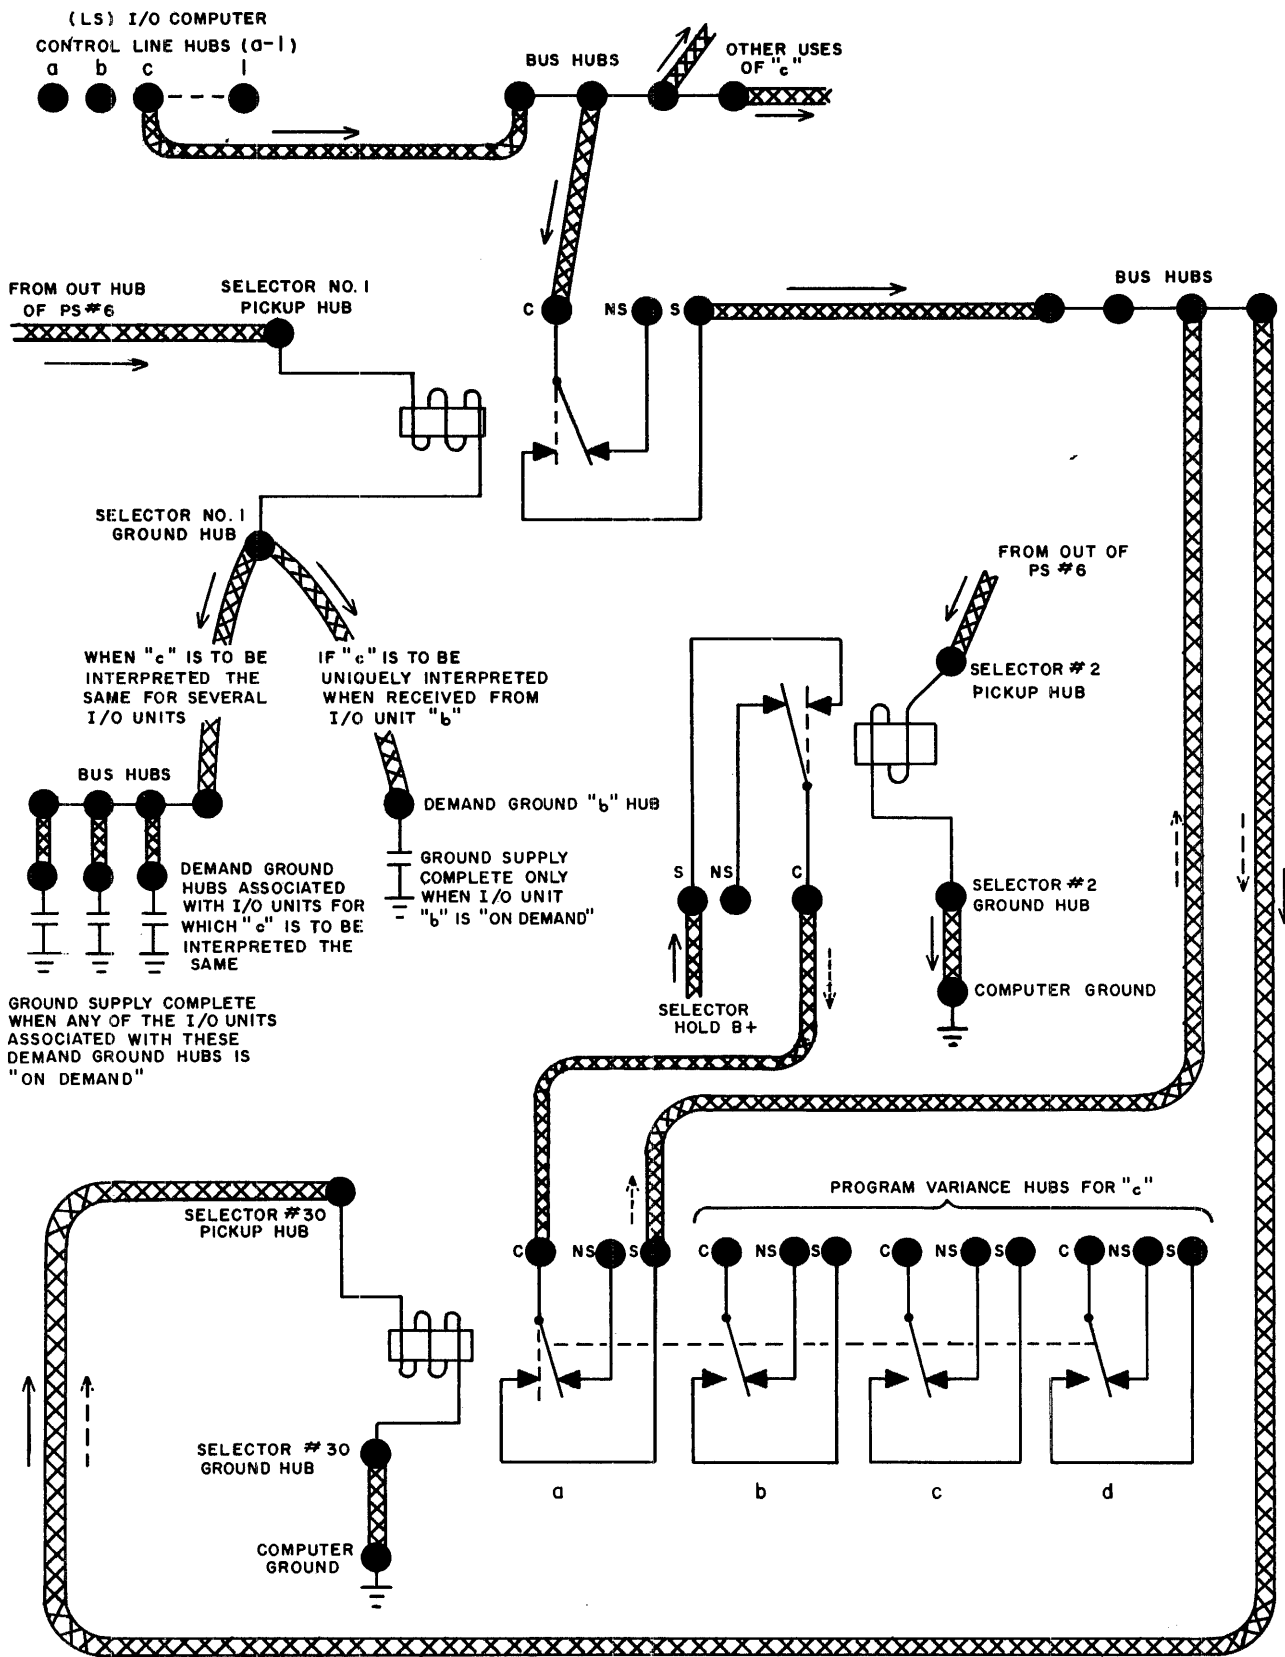 (LS) I/O COMPUTER
CONTROL LINE HUBS (a-l)
a b c l
BUS HUBS
OTHER USES
OF "c"
FROM OUT HUB
OF PS#6
SELECTOR NO. 1
PICKUP HUB
C NS S
BUS HUBS
SELECTOR NO. 1
GROUND HUB
FROM OUT OF
PS #6
WHEN "c" IS TO BE
INTERPRETED THE
SAME FOR SEVERAL
I/O UNITS
IF "c" IS TO BE
UNIQUELY INTERPRETED
WHEN RECEIVED FROM
I/O UNIT "b"
SELECTOR #2
PICKUP HUB
BUS HUBS
DEMAND GROUND "b" HUB
DEMAND GROUND
HUBS ASSOCIATED
WITH I/O UNITS FOR
WHICH "c" IS TO BE
INTERPRETED THE
SAME
GROUND SUPPLY
COMPLETE ONLY
WHEN I/O UNIT
"b" IS "ON DEMAND"
S NS C
SELECTOR #2
GROUND HUB
SELECTOR
HOLD B+
COMPUTER GROUND
GROUND SUPPLY COMPLETE
WHEN ANY OF THE I/O UNITS
ASSOCIATED WITH THESE
DEMAND GROUND HUBS IS
"ON DEMAND"
SELECTOR #30
PICKUP HUB
PROGRAM VARIANCE HUBS FOR "c"
C NS S C NS S C NS S C NS S
SELECTOR #30
GROUND HUB
a b c d
COMPUTER
GROUND